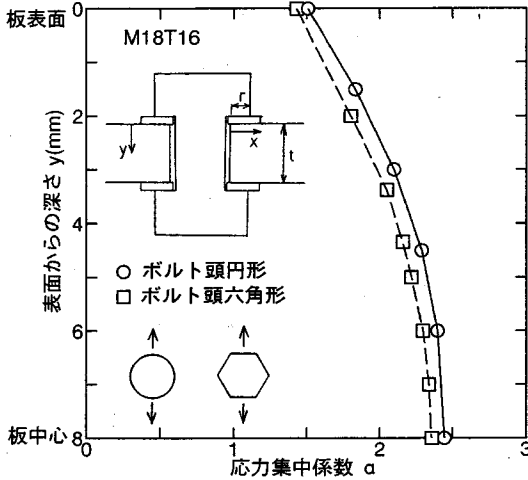 板表面
0
M18T16
r
y
x
t
2
表面からの深さ y(mm)
4
ボルト頭円形
ボルト頭六角形
6
板中心
8
0
1
2
3
応力集中係数 α